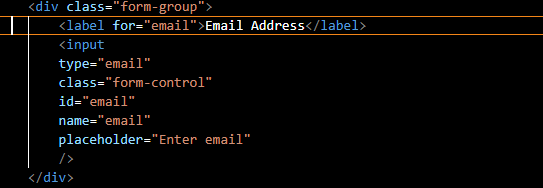 <div class="form-group">
<label for="email">Email Address</label>
<input
type="email"
class="form-control"
id="email"
name="email"
placeholder="Enter email"
/>
</div>